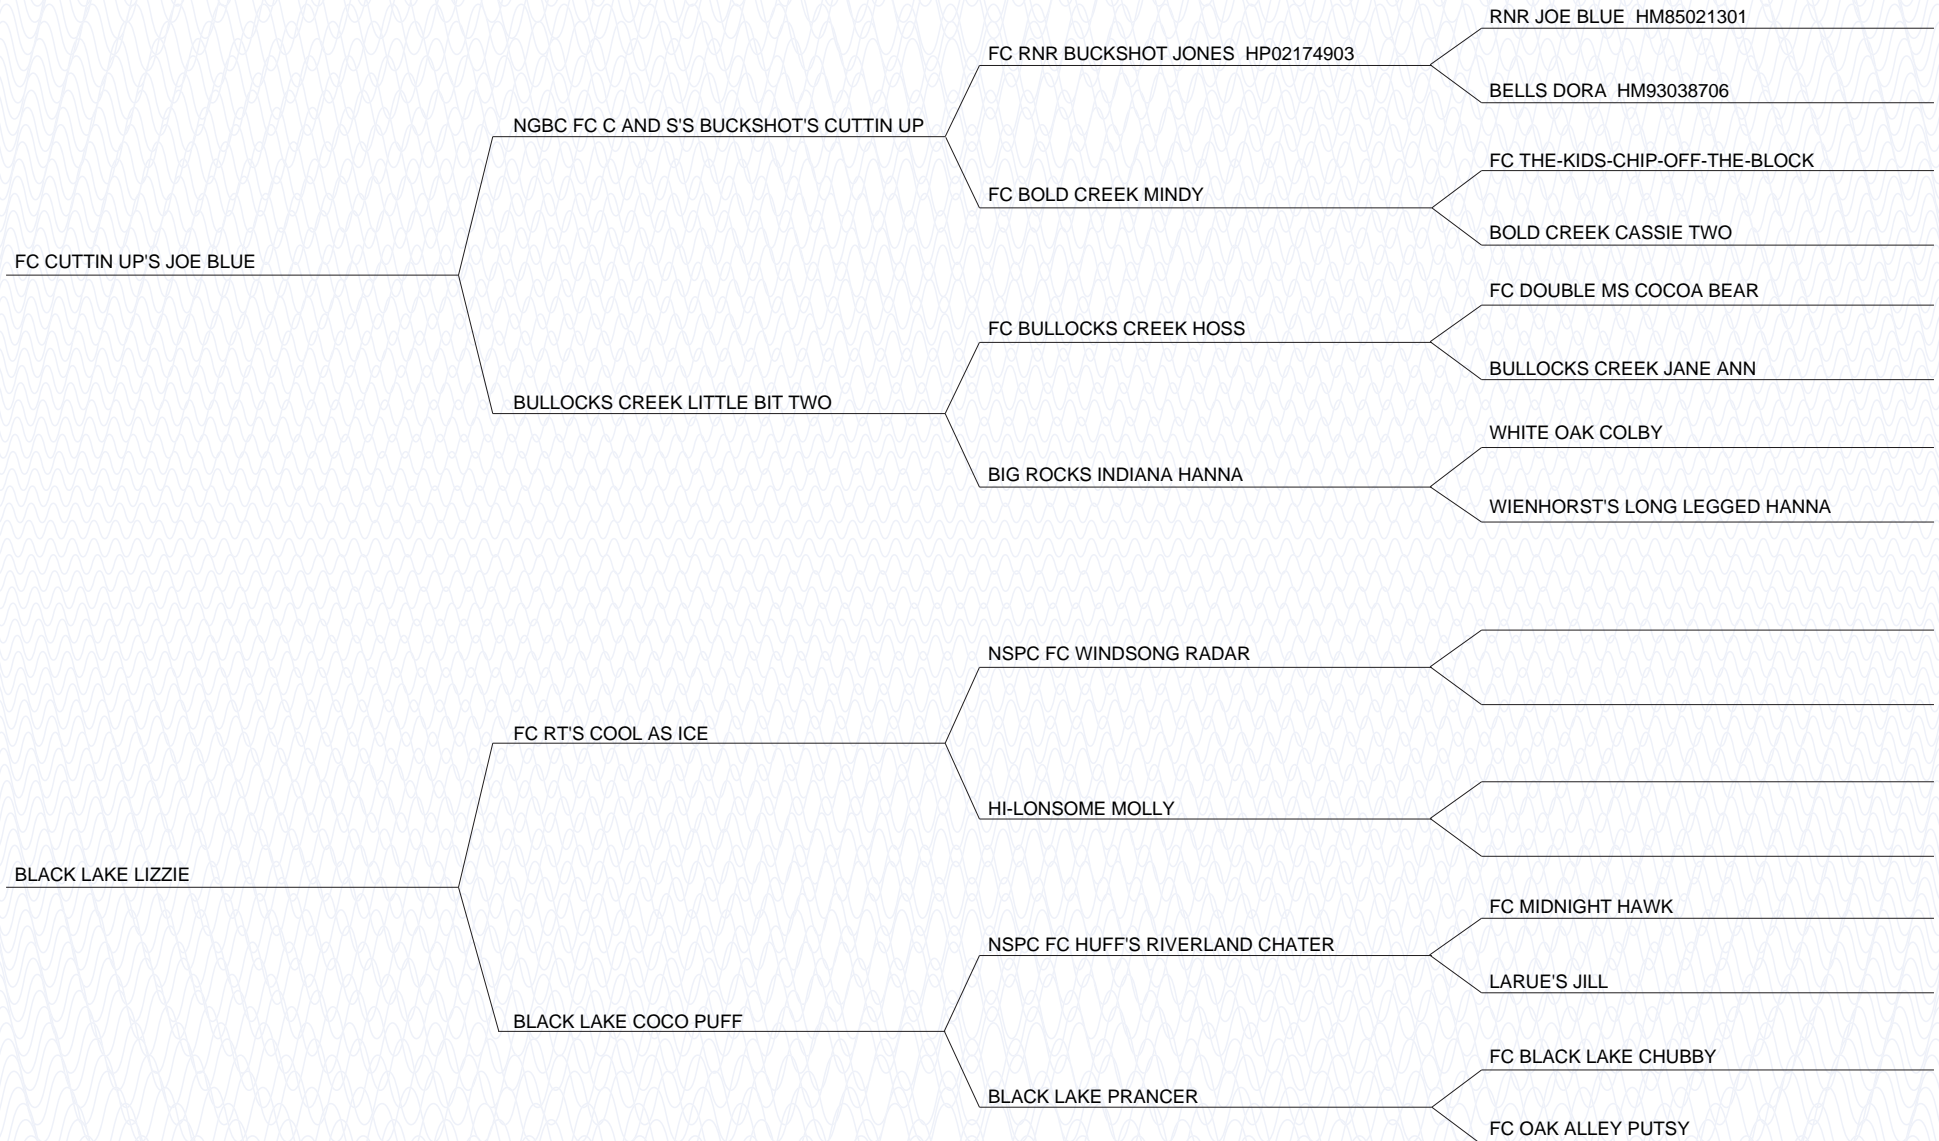 RNR JOE BLUE HM85021301
FC RNR BUCKSHOT JONES HP02174903
BELLS DORA HM93038706
NGBC FC C AND S'S BUCKSHOT'S CUTTIN UP
FC THE-KIDS-CHIP-OFF-THE-BLOCK
FC BOLD CREEK MINDY
BOLD CREEK CASSIE TWO
FC CUTTIN UP'S JOE BLUE
FC DOUBLE MS COCOA BEAR
FC BULLOCKS CREEK HOSS
BULLOCKS CREEK JANE ANN
BULLOCKS CREEK LITTLE BIT TWO
WHITE OAK COLBY
BIG ROCKS INDIANA HANNA
WIENHORST'S LONG LEGGED HANNA
NSPC FC WINDSONG RADAR
FC RT'S COOL AS ICE
HI-LONSOME MOLLY
BLACK LAKE LIZZIE
FC MIDNIGHT HAWK
NSPC FC HUFF'S RIVERLAND CHATER
LARUE'S JILL
BLACK LAKE COCO PUFF
FC BLACK LAKE CHUBBY
BLACK LAKE PRANCER
FC OAK ALLEY PUTSY